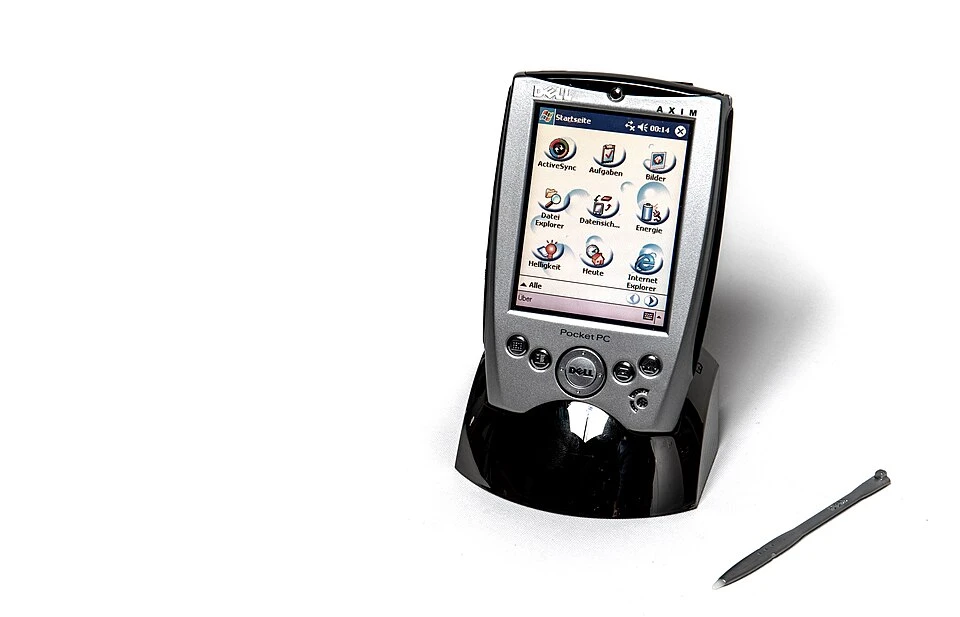 DELL
AXIM
Startseite 00:14
ActiveSync Aufgaben Bilder
Datei Explorer Datensich... Energie
Helligkeit Heute Internet Explorer
Alle
Über
Pocket PC
DELL